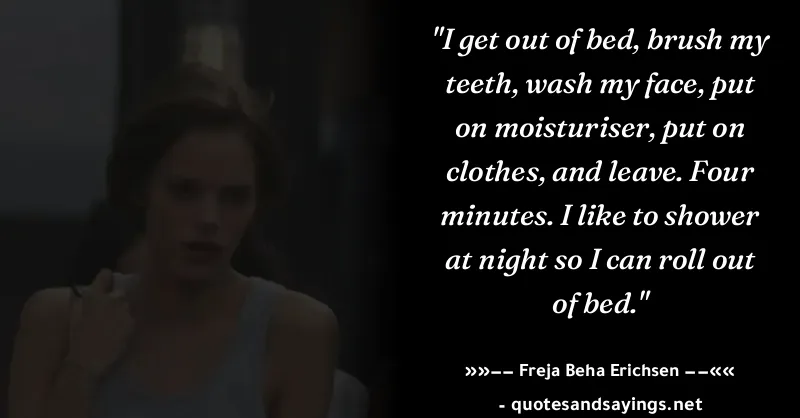 "I get out of bed, brush my
teeth, wash my face, put
on moisturiser, put on
clothes, and leave. Four
minutes. I like to shower
at night so I can roll out
of bed."
»»−− Freja Beha Erichsen −−««
- quotesandsayings.net